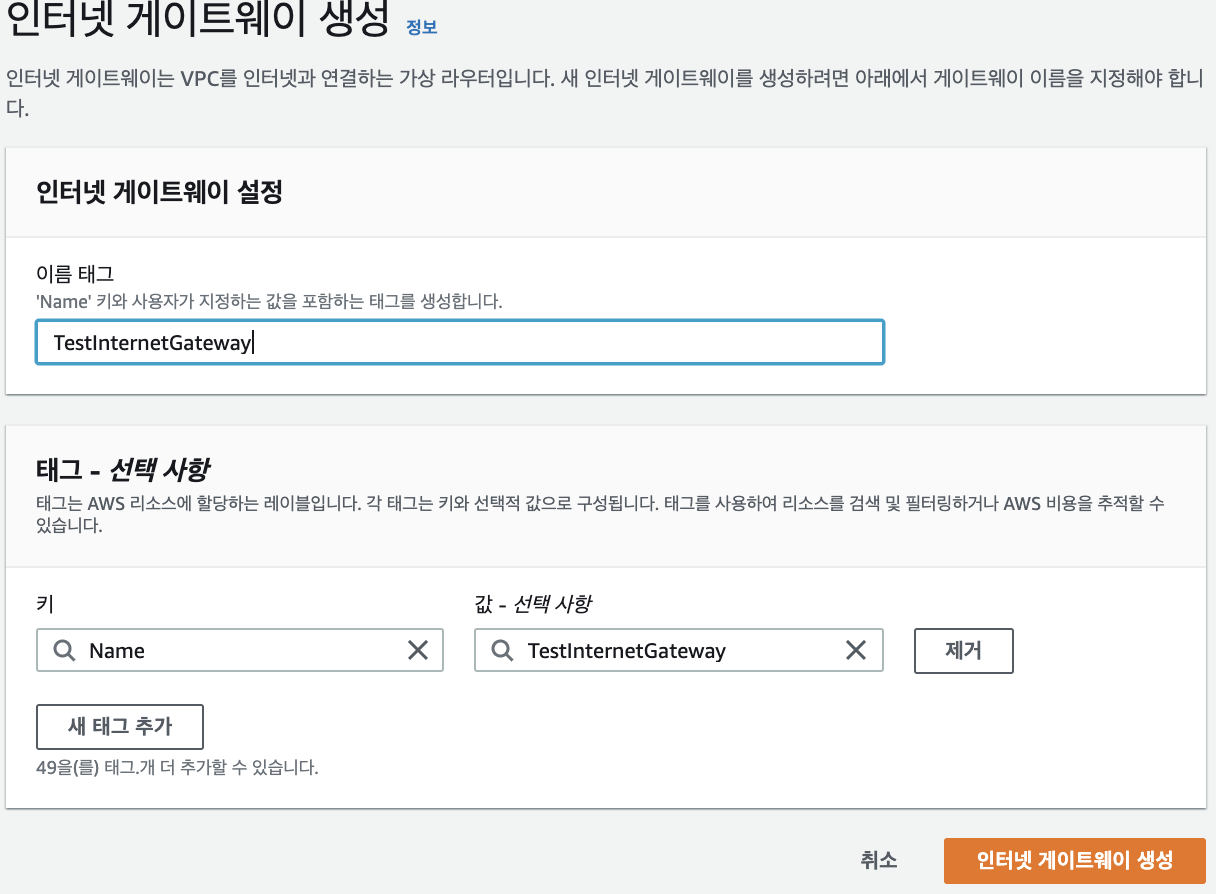 인터넷 게이트웨이 생성 정보
인터넷 게이트웨이는 VPC를 인터넷과 연결하는 가상 라우터입니다. 새 인터넷 게이트웨이를 생성하려면 아래에서 게이트웨이 이름을 지정해야 합니
다.
인터넷 게이트웨이 설정
이름 태그
'Name' 키와 사용자가 지정하는 값을 포함하는 태그를 생성합니다.
TestInternetGateway
태그 - 선택 사항
태그는 AWS 리소스에 할당하는 레이블입니다. 각 태그는 키와 선택적 값으로 구성됩니다. 태그를 사용하여 리소스를 검색 및 필터링하거나 AWS 비용을 추적할 수
있습니다.
키 값 - 선택 사항
Name TestInternetGateway 제거
새 태그 추가
49을(를) 태그.개 더 추가할 수 있습니다.
취소 인터넷 게이트웨이 생성